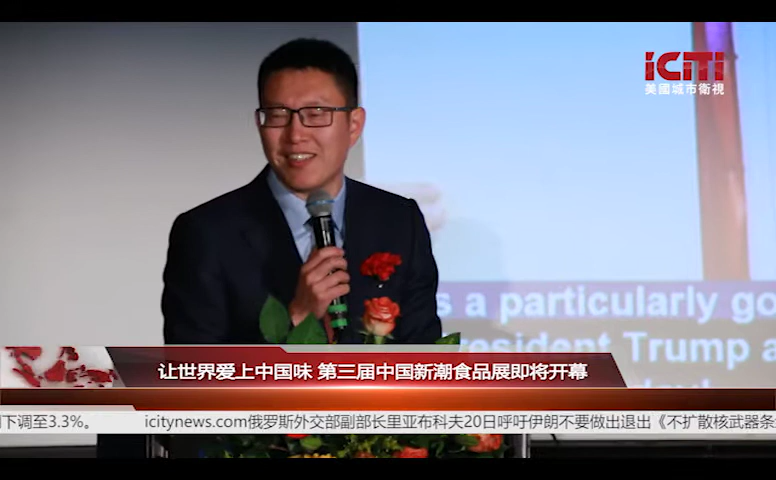 iCiTi
美國城市衛視
s a particularly go
esident Trump a
让世界爱上中国味 第三届中国新潮食品展即将开幕
下调至3.3%。 icitynews.com俄罗斯外交部副部长里亚布科夫20日呼吁伊朗不要做出退出《不扩散核武器条